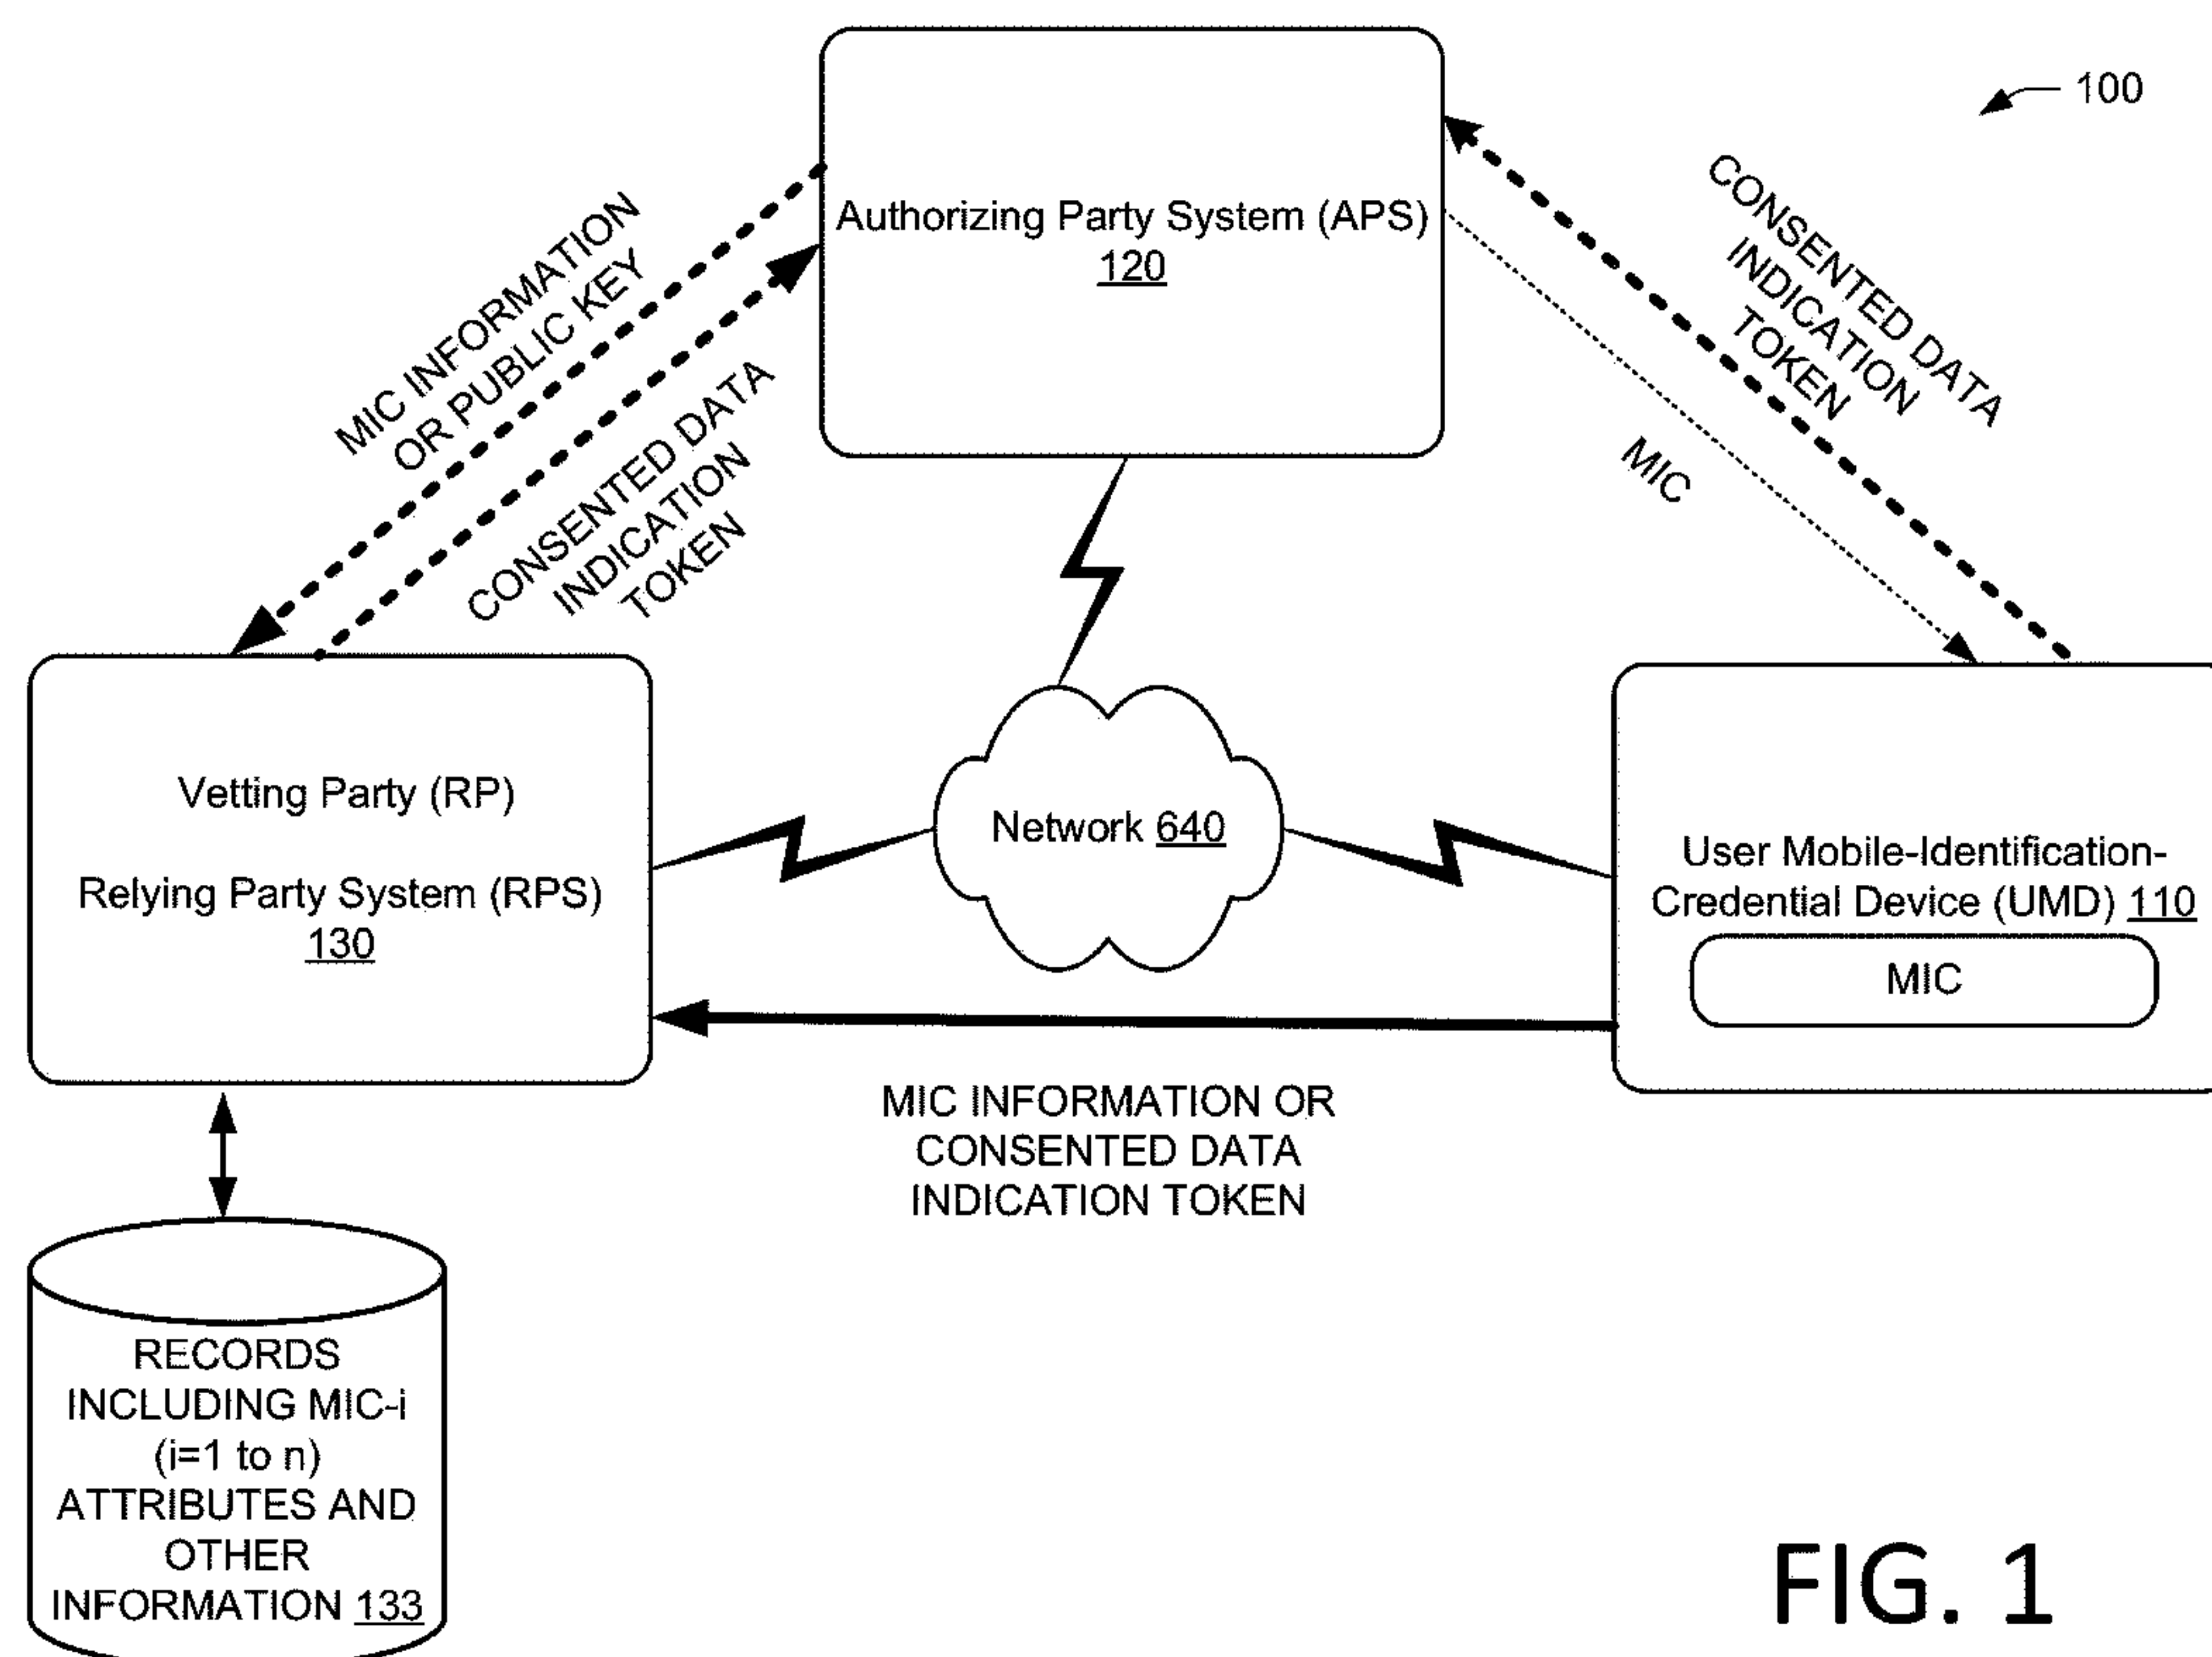 100
Authorizing Party System (APS)
120
MIC INFORMATION
OR PUBLIC KEY
CONSENTED DATA
INDICATION
TOKEN
CONSENTED DATA
INDICATION
TOKEN
MIC
Vetting Party (RP)
Relying Party System (RPS)
130
Network 640
User Mobile-Identification-
Credential Device (UMD) 110
MIC
MIC INFORMATION OR
CONSENTED DATA
INDICATION TOKEN
RECORDS
INCLUDING MIC-i
(i=1 to n)
ATTRIBUTES AND
OTHER
INFORMATION 133
FIG. 1